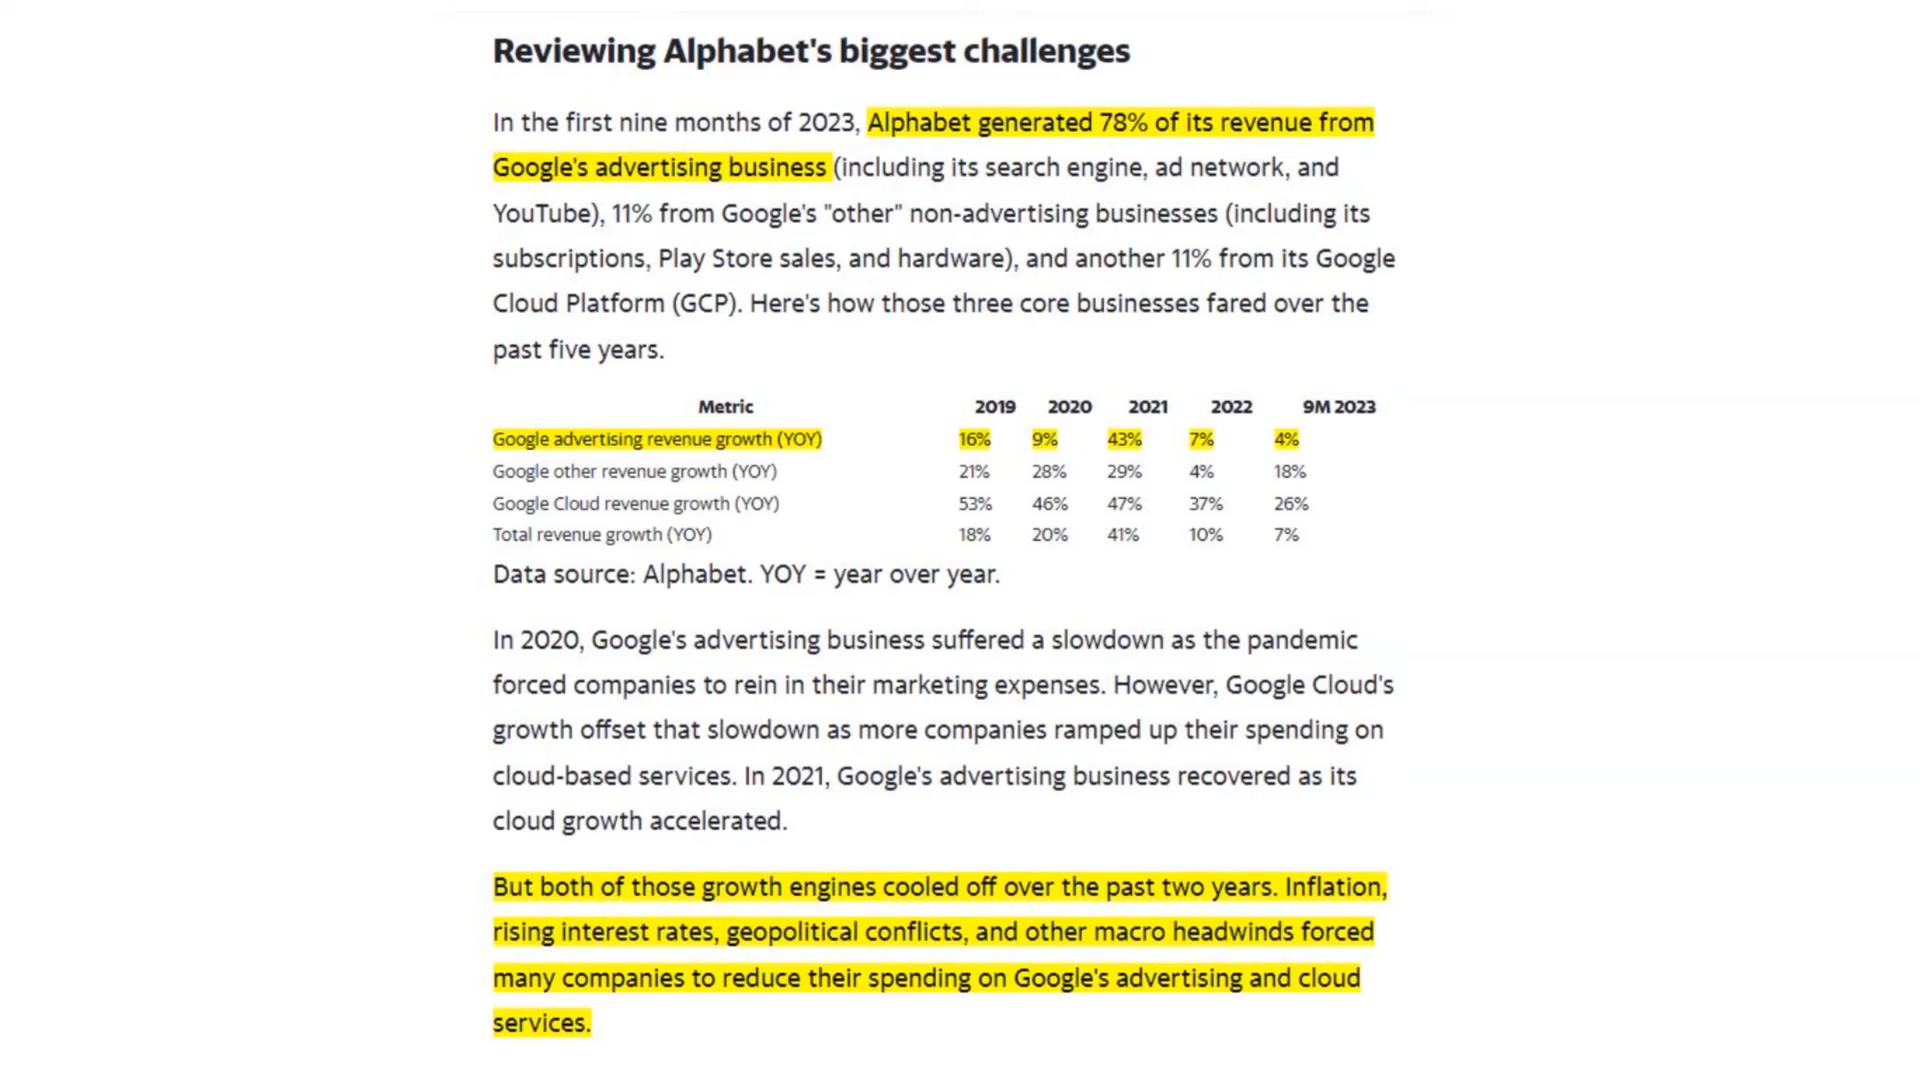 Reviewing Alphabet's biggest challenges
In the first nine months of 2023, Alphabet generated 78% of its revenue from
Google's advertising business (including its search engine, ad network, and
YouTube), 11% from Google's "other" non-advertising businesses (including its
subscriptions, Play Store sales, and hardware), and another 11% from its Google
Cloud Platform (GCP). Here's how those three core businesses fared over the
past five years.
Metric 2019 2020 2021 2022 9M 2023
Google advertising revenue growth (YOY) 16% 9% 43% 7% 4%
Google other revenue growth (YOY) 21% 28% 29% 4% 18%
Google Cloud revenue growth (YOY) 53% 46% 47% 37% 26%
Total revenue growth (YOY) 18% 20% 41% 10% 7%
Data source: Alphabet. YOY = year over year.
In 2020, Google's advertising business suffered a slowdown as the pandemic
forced companies to rein in their marketing expenses. However, Google Cloud's
growth offset that slowdown as more companies ramped up their spending on
cloud-based services. In 2021, Google's advertising business recovered as its
cloud growth accelerated.
But both of those growth engines cooled off over the past two years. Inflation,
rising interest rates, geopolitical conflicts, and other macro headwinds forced
many companies to reduce their spending on Google's advertising and cloud
services.